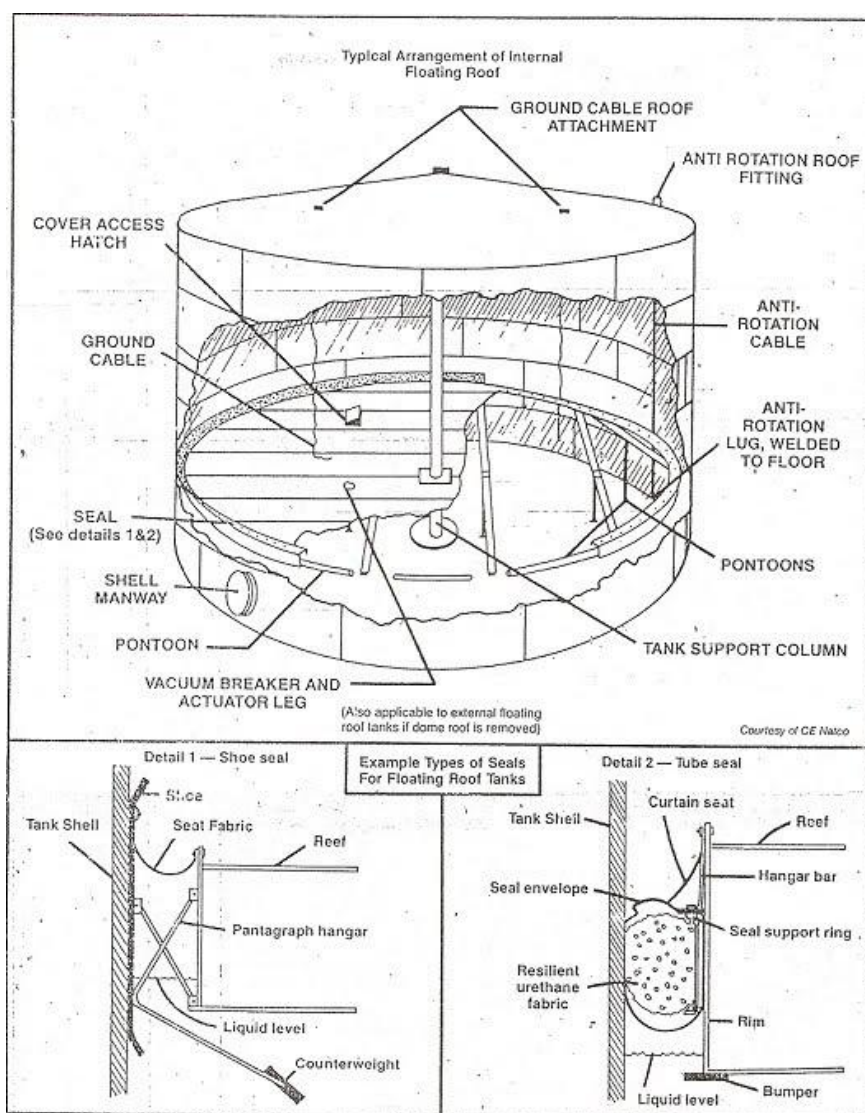 Typical Arrangement of Internal
Floating Roof
GROUND CABLE ROOF
ATTACHMENT
ANTI ROTATION ROOF
FITTING
COVER ACCESS
HATCH
GROUND
CABLE
ANTI-
ROTATION
CABLE
ANTI-
ROTATION
LUG, WELDED
TO FLOOR
SEAL
(See details 1&2)
SHELL
MANWAY
PONTOONS
PONTOON
TANK SUPPORT COLUMN
VACUUM BREAKER AND
ACTUATOR LEG
(Also applicable to external floating
roof tanks if dome roof is removed)
Courtesy of CE Natco
Detail 1 — Shoe seal
Example Types of Seals
For Floating Roof Tanks
Detail 2 — Tube seal
Shoe
Tank Shell
Seat Fabric
Reef
Pantagraph hangar
Liquid level
Counterweight
Curtain seat
Tank Shell
Reef
Hangar bar
Seal envelope
Seal support ring
Resilient
urethane
fabric
Rim
Liquid level
Bumper